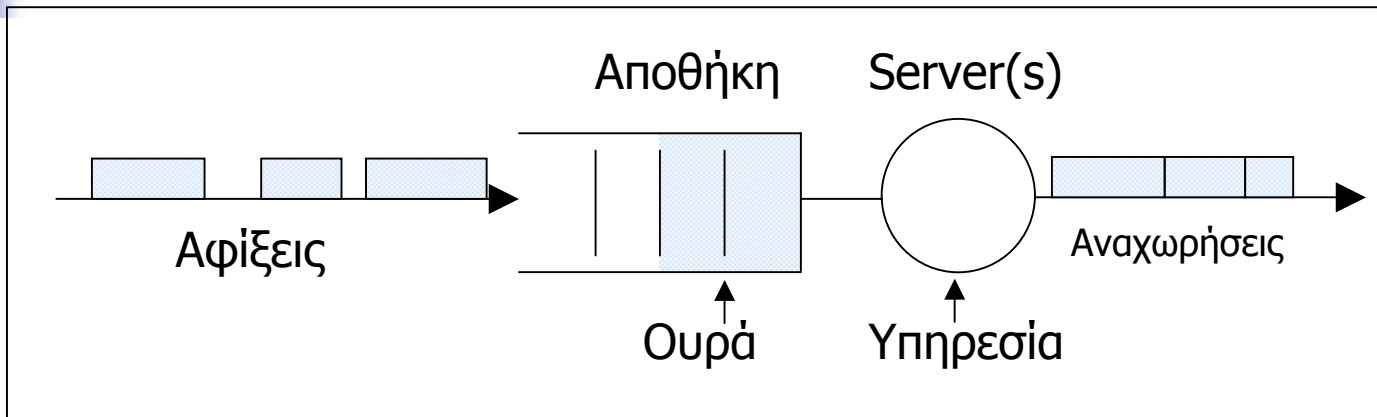 Αποθήκη
Server(s)
Αφίξεις
Αναχωρήσεις
Ουρά
Υπηρεσία